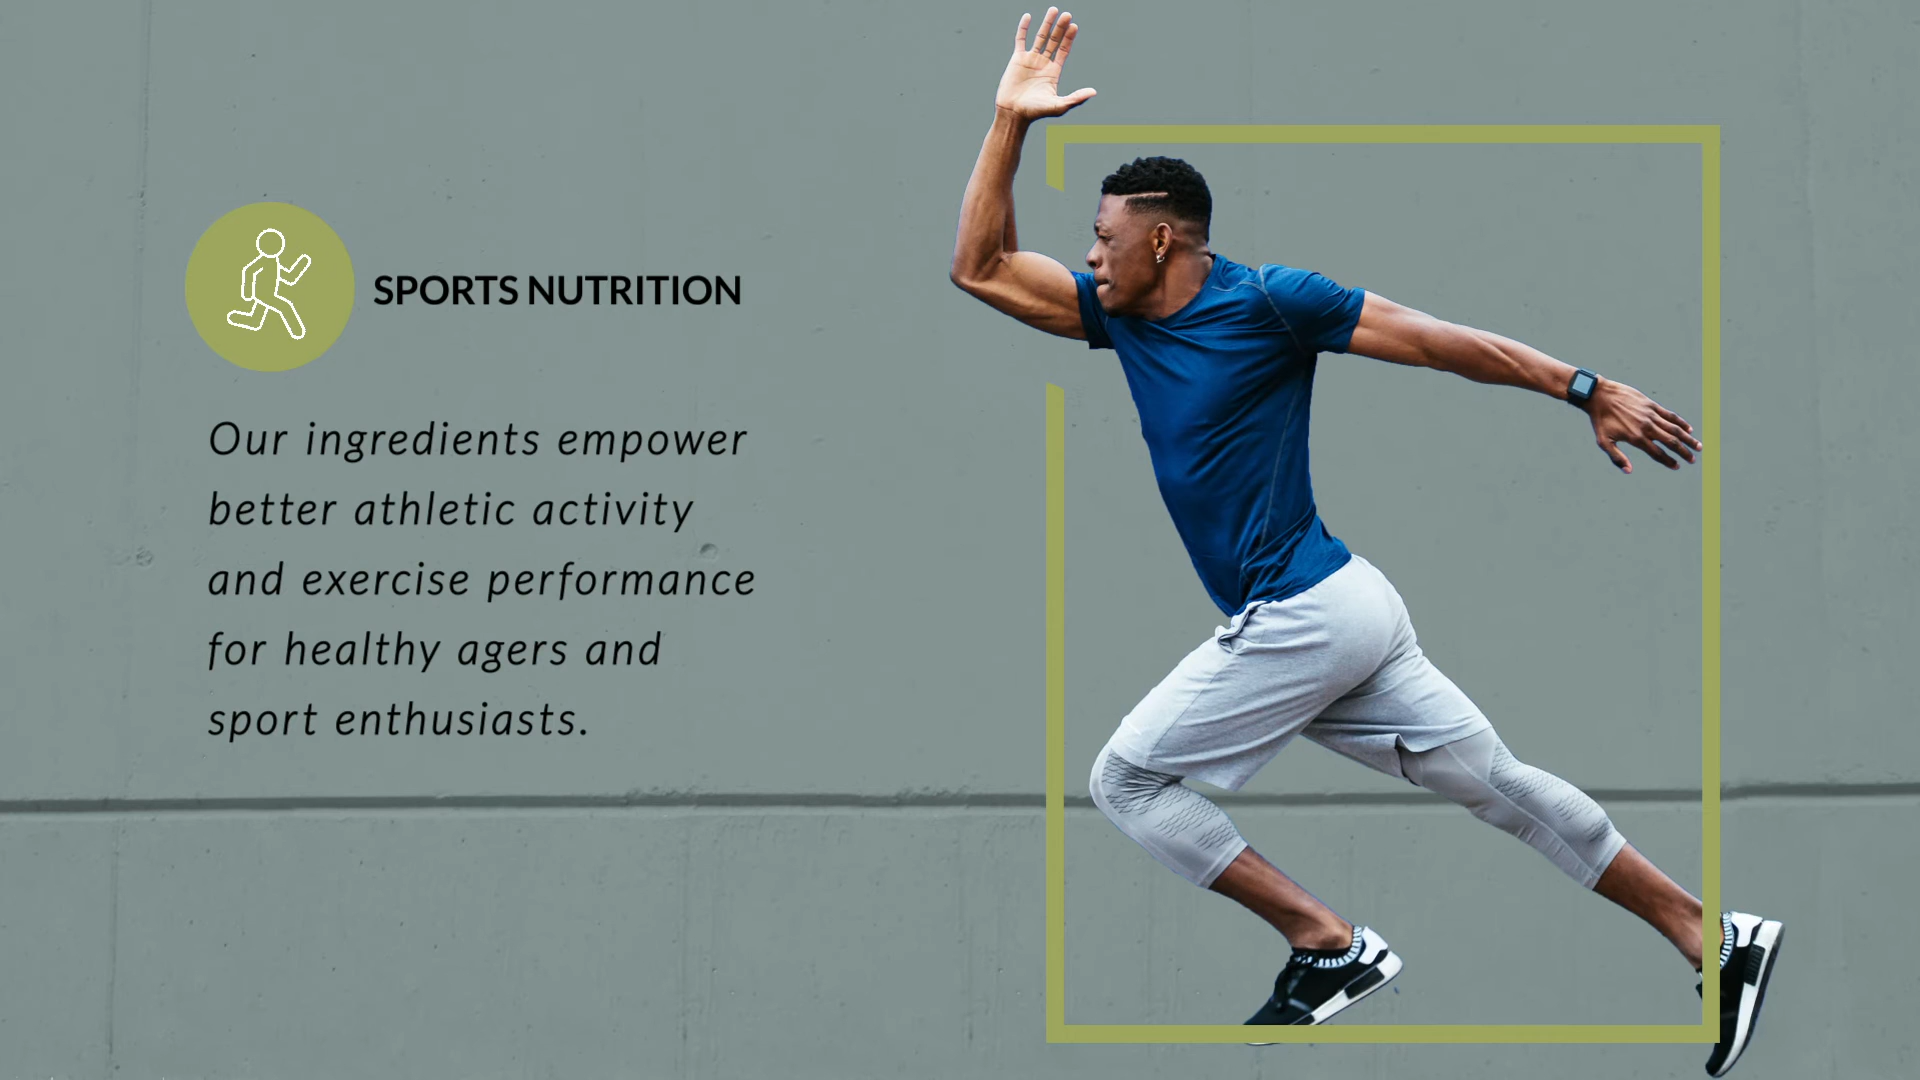 SPORTS NUTRITION
Our ingredients empower
better athletic activity
and exercise performance
for healthy agers and
sport enthusiasts.